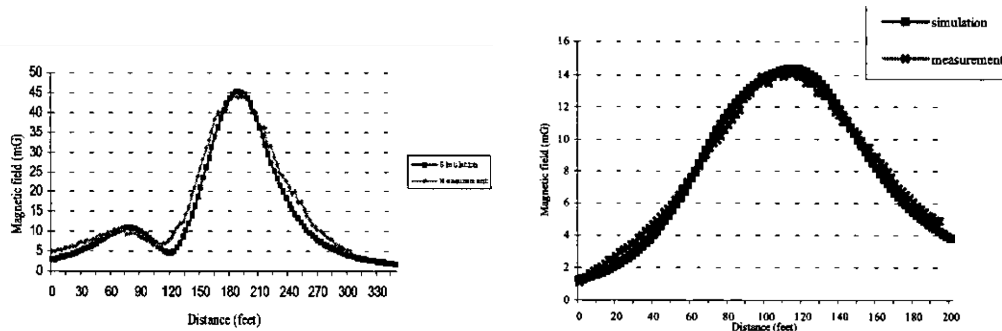 50
45
40
35
30
25
20
15
10
5
0
Magnetic field (mG)
0 30 60 90 120 150 180 210 240 270 300 330
Distance (feet)
Simulation
Measurement
simulation
measurement
16
14
12
10
8
6
4
2
0
Magnetic field (mG)
0 20 40 60 80 100 120 140 160 180 200
Distance (feet)